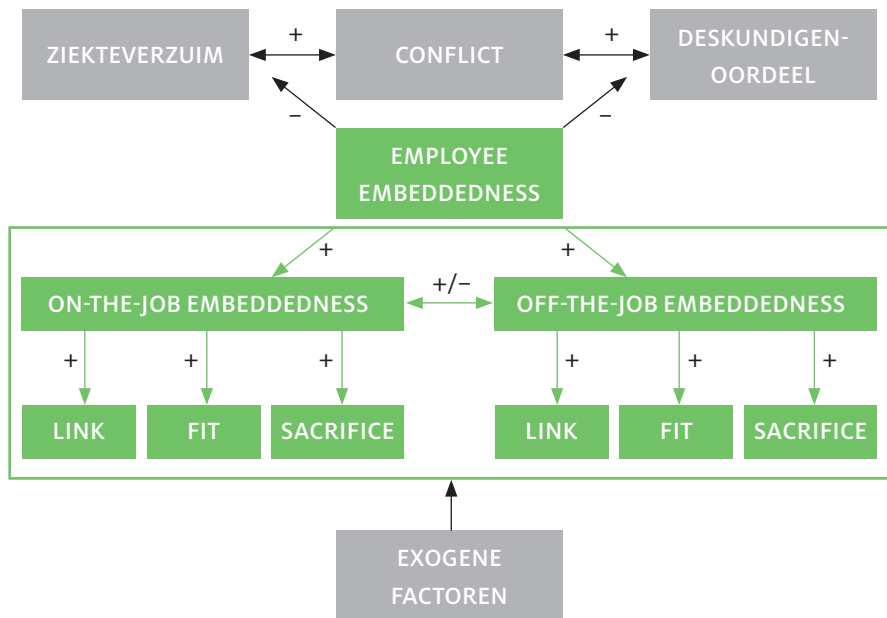 ZIEKTEVERZUIM
+
CONFLICT
+
DESKUNDIGEN-
OORDEEL
–
–
EMPLOYEE
EMBEDDEDNESS
+
+
ON-THE-JOB EMBEDDEDNESS
+/–
OFF-THE-JOB EMBEDDEDNESS
+
+
+
+
+
+
LINK
FIT
SACRIFICE
LINK
FIT
SACRIFICE
EXOGENE
FACTOREN